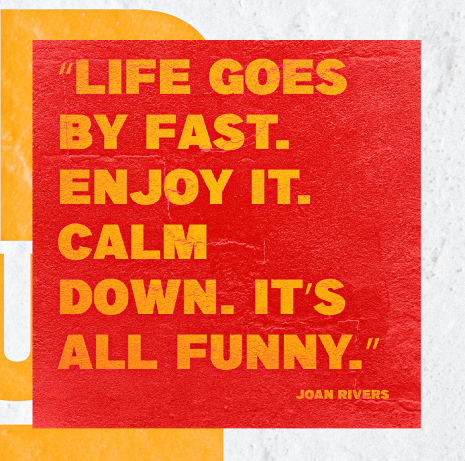 "LIFE GOES
BY FAST.
ENJOY IT.
CALM
DOWN. IT'S
ALL FUNNY."
JOAN RIVERS